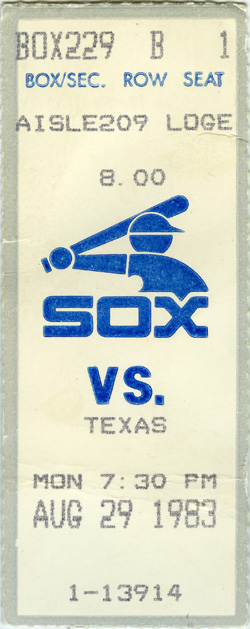 BOX229 B 1
BOX/SEC. ROW SEAT
AISLE209 LOGE
8.00
SOX
VS.
TEXAS
MON 7:30 PM
AUG 29 1983
1-13914